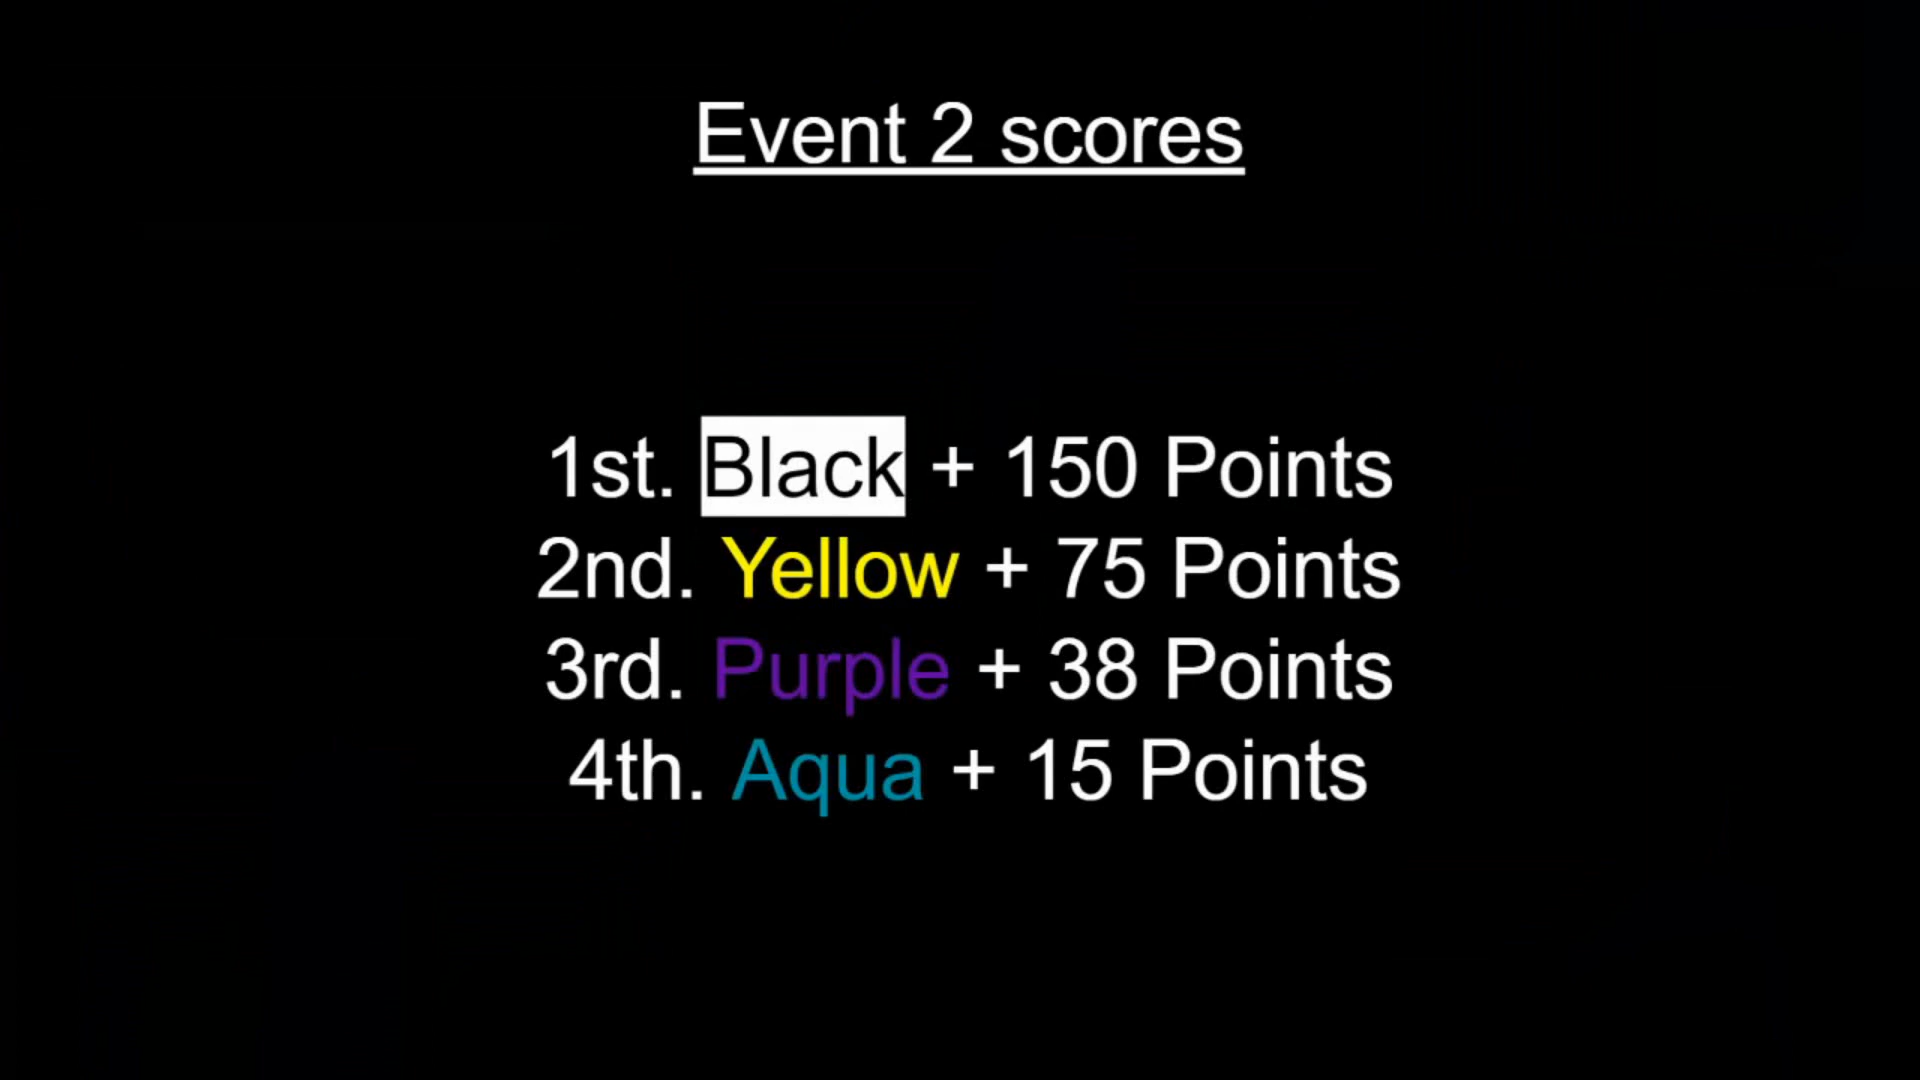 Event 2 scores
1st. Black + 150 Points
2nd. Yellow + 75 Points
3rd. Purple + 38 Points
4th. Aqua + 15 Points